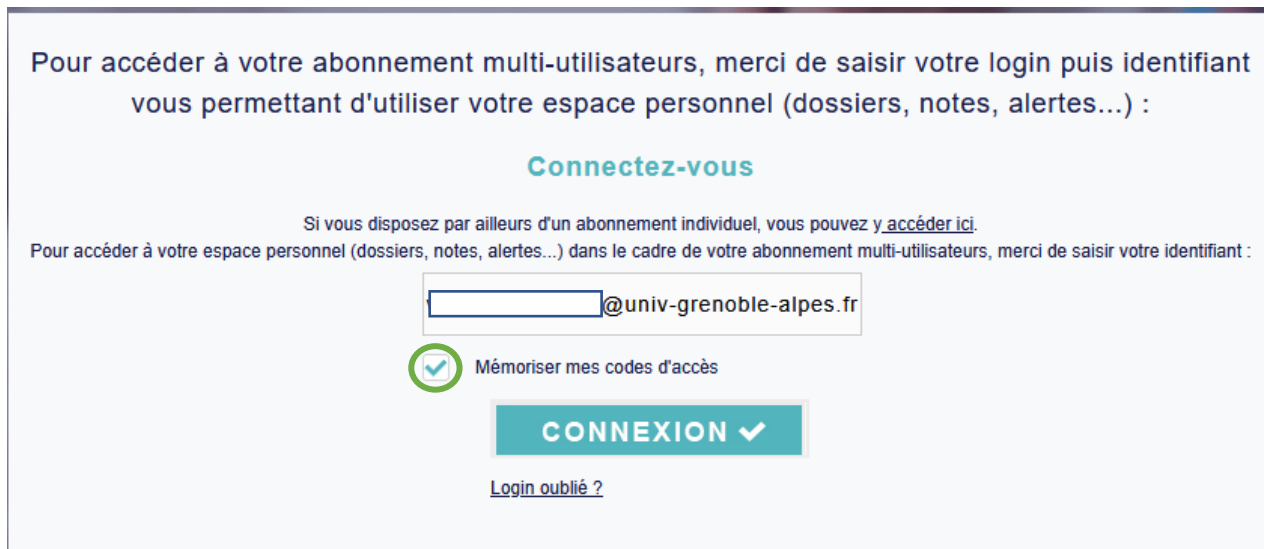 Pour accéder à votre abonnement multi-utilisateurs, merci de saisir votre login puis identifiant
vous permettant d'utiliser votre espace personnel (dossiers, notes, alertes...) :
Connectez-vous
Si vous disposez par ailleurs d'un abonnement individuel, vous pouvez y accéder ici.
Pour accéder à votre espace personnel (dossiers, notes, alertes...) dans le cadre de votre abonnement multi-utilisateurs, merci de saisir votre identifiant :
@univ-grenoble-alpes.fr
Mémoriser mes codes d'accès
CONNEXION
Login oublié ?